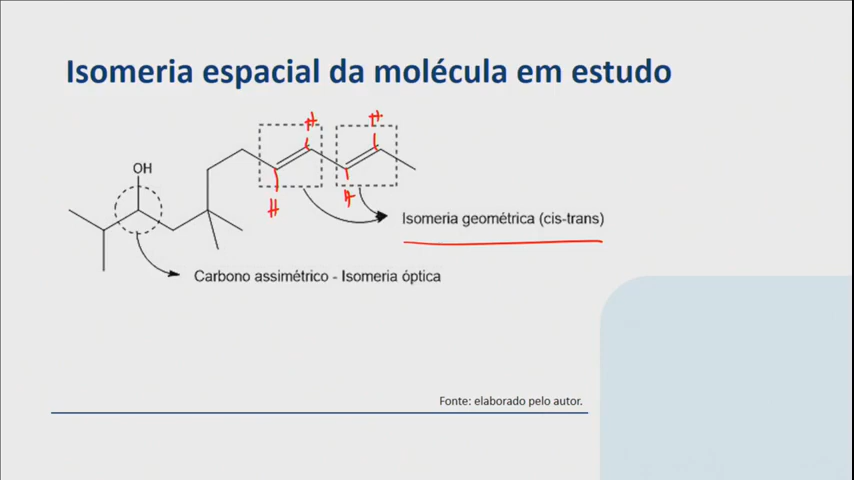 Isomeria espacial da molécula em estudo
H H
OH
H H
Isomeria geométrica (cis-trans)
Carbono assimétrico - Isomeria óptica
Fonte: elaborado pelo autor.